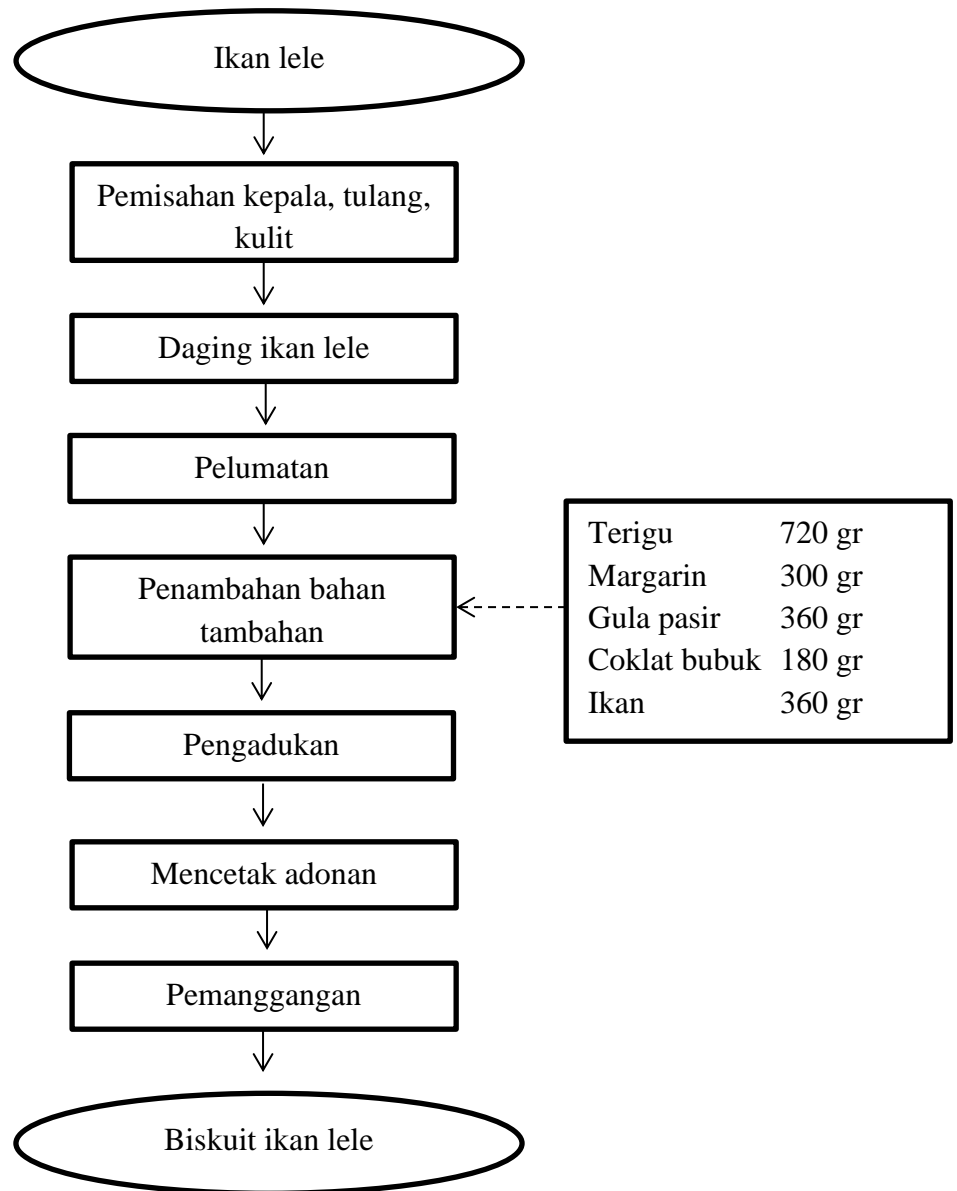 Ikan lele
Pemisahan kepala, tulang,
kulit
Daging ikan lele
Pelumatan
Penambahan bahan
tambahan
Terigu 720 gr
Margarin 300 gr
Gula pasir 360 gr
Coklat bubuk 180 gr
Ikan 360 gr
Pengadukan
Mencetak adonan
Pemanggangan
Biskuit ikan lele